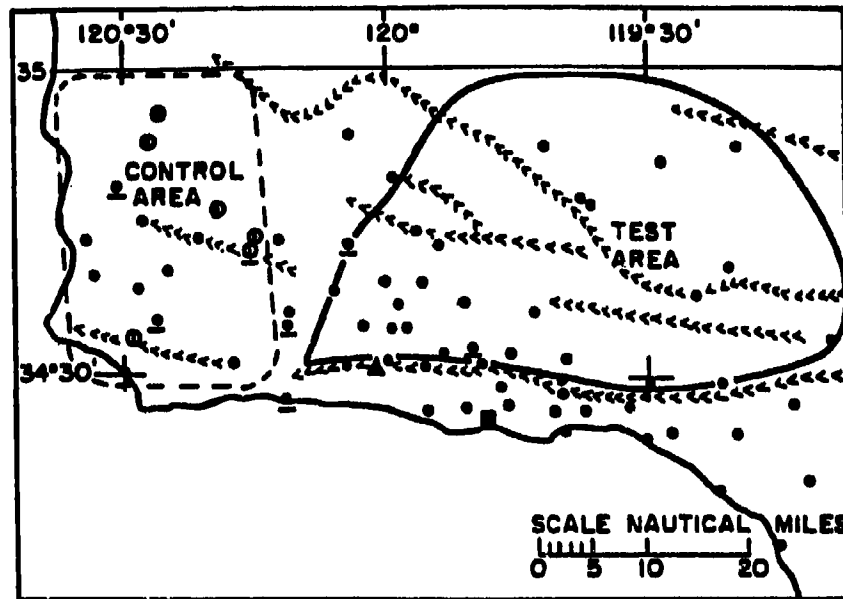 120°30' 120° 119°30'
35
CONTROL
AREA
TEST
AREA
34°30'
SCALE NAUTICAL MILES
0 5 10 20